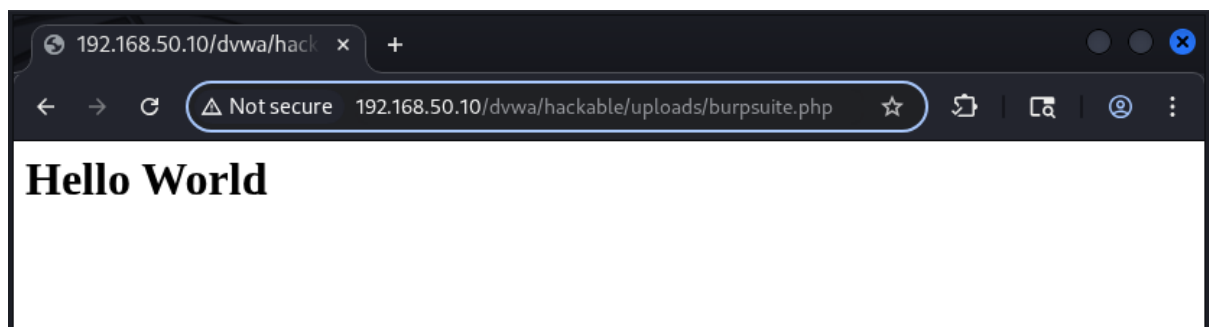 192.168.50.10/dvwa/hack
Not secure 192.168.50.10/dvwa/hackable/uploads/burpsuite.php
Hello World